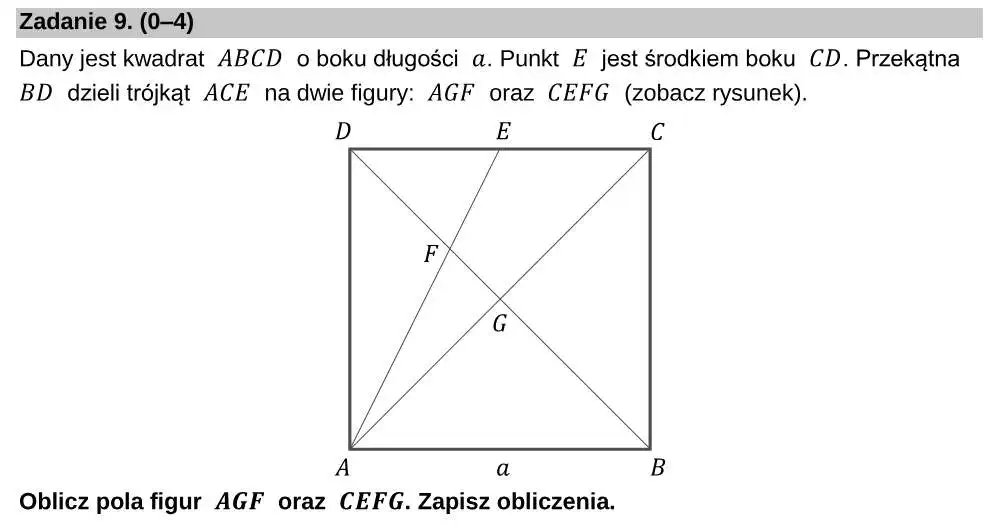 Zadanie 9. (0–4)
Dany jest kwadrat ABCD o boku długości a. Punkt E jest środkiem boku CD. Przekątna
BD dzieli trójkąt ACE na dwie figury: AGF oraz CEFG (zobacz rysunek).
D E C
F
G
A a B
Oblicz pola figur AGF oraz CEFG. Zapisz obliczenia.